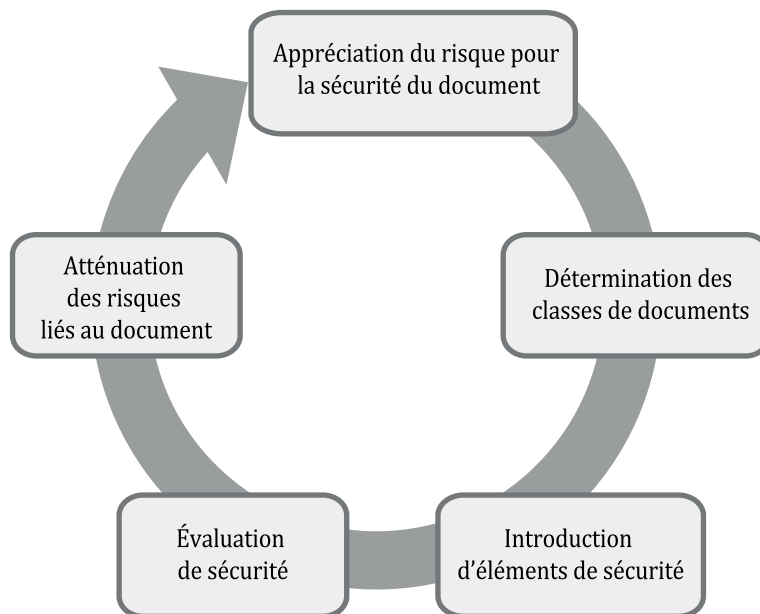 Appréciation du risque pour
la sécurité du document
Détermination des
classes de documents
Introduction
d’éléments de sécurité
Évaluation
de sécurité
Atténuation
des risques
liés au document